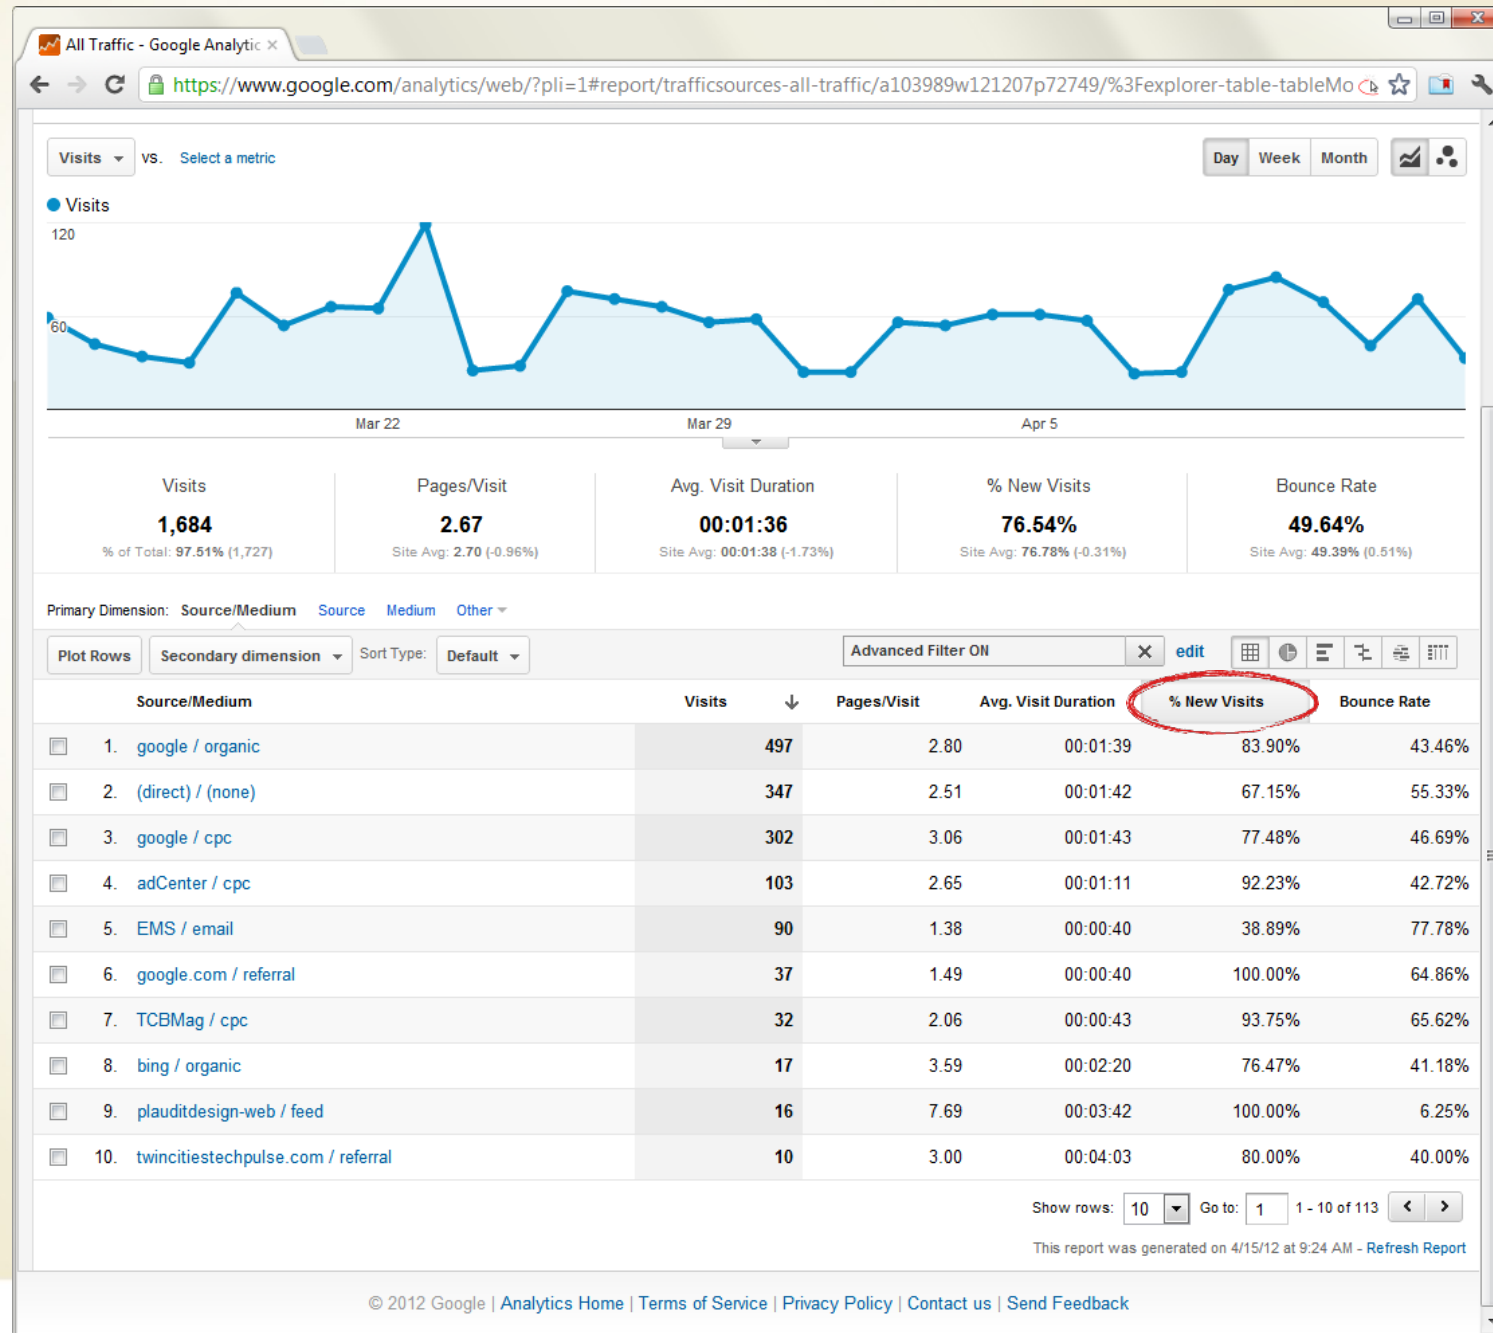 All Traffic - Google Analytic
https://www.google.com/analytics/web/?pli=1#report/trafficsources-all-traffic/a103989w121207p72749/%3Fexplorer-table-tableMo
Visits VS. Select a metric Day Week Month
Visits
120
60
Mar 22 Mar 29 Apr 5
Visits Pages/Visit Avg. Visit Duration % New Visits Bounce Rate
1,684 2.67 00:01:36 76.54% 49.64%
% of Total: 97.51% (1,727) Site Avg: 2.70 (-0.96%) Site Avg: 00:01:38 (-1.73%) Site Avg: 76.78% (-0.31%) Site Avg: 49.39% (0.51%)
Primary Dimension: Source/Medium Source Medium Other
Plot Rows Secondary dimension Sort Type: Default Advanced Filter ON edit
Source/Medium Visits Pages/Visit Avg. Visit Duration % New Visits Bounce Rate
1. google / organic 497 2.80 00:01:39 83.90% 43.46%
2. (direct) / (none) 347 2.51 00:01:42 67.15% 55.33%
3. google / cpc 302 3.06 00:01:43 77.48% 46.69%
4. adCenter / cpc 103 2.65 00:01:11 92.23% 42.72%
5. EMS / email 90 1.38 00:00:40 38.89% 77.78%
6. google.com / referral 37 1.49 00:00:40 100.00% 64.86%
7. TCBMag / cpc 32 2.06 00:00:43 93.75% 65.62%
8. bing / organic 17 3.59 00:02:20 76.47% 41.18%
9. plauditdesign-web / feed 16 7.69 00:03:42 100.00% 6.25%
10. twincitiestechpulse.com / referral 10 3.00 00:04:03 80.00% 40.00%
Show rows: 10 Go to: 1 1 - 10 of 113
This report was generated on 4/15/12 at 9:24 AM - Refresh Report
© 2012 Google | Analytics Home | Terms of Service | Privacy Policy | Contact us | Send Feedback